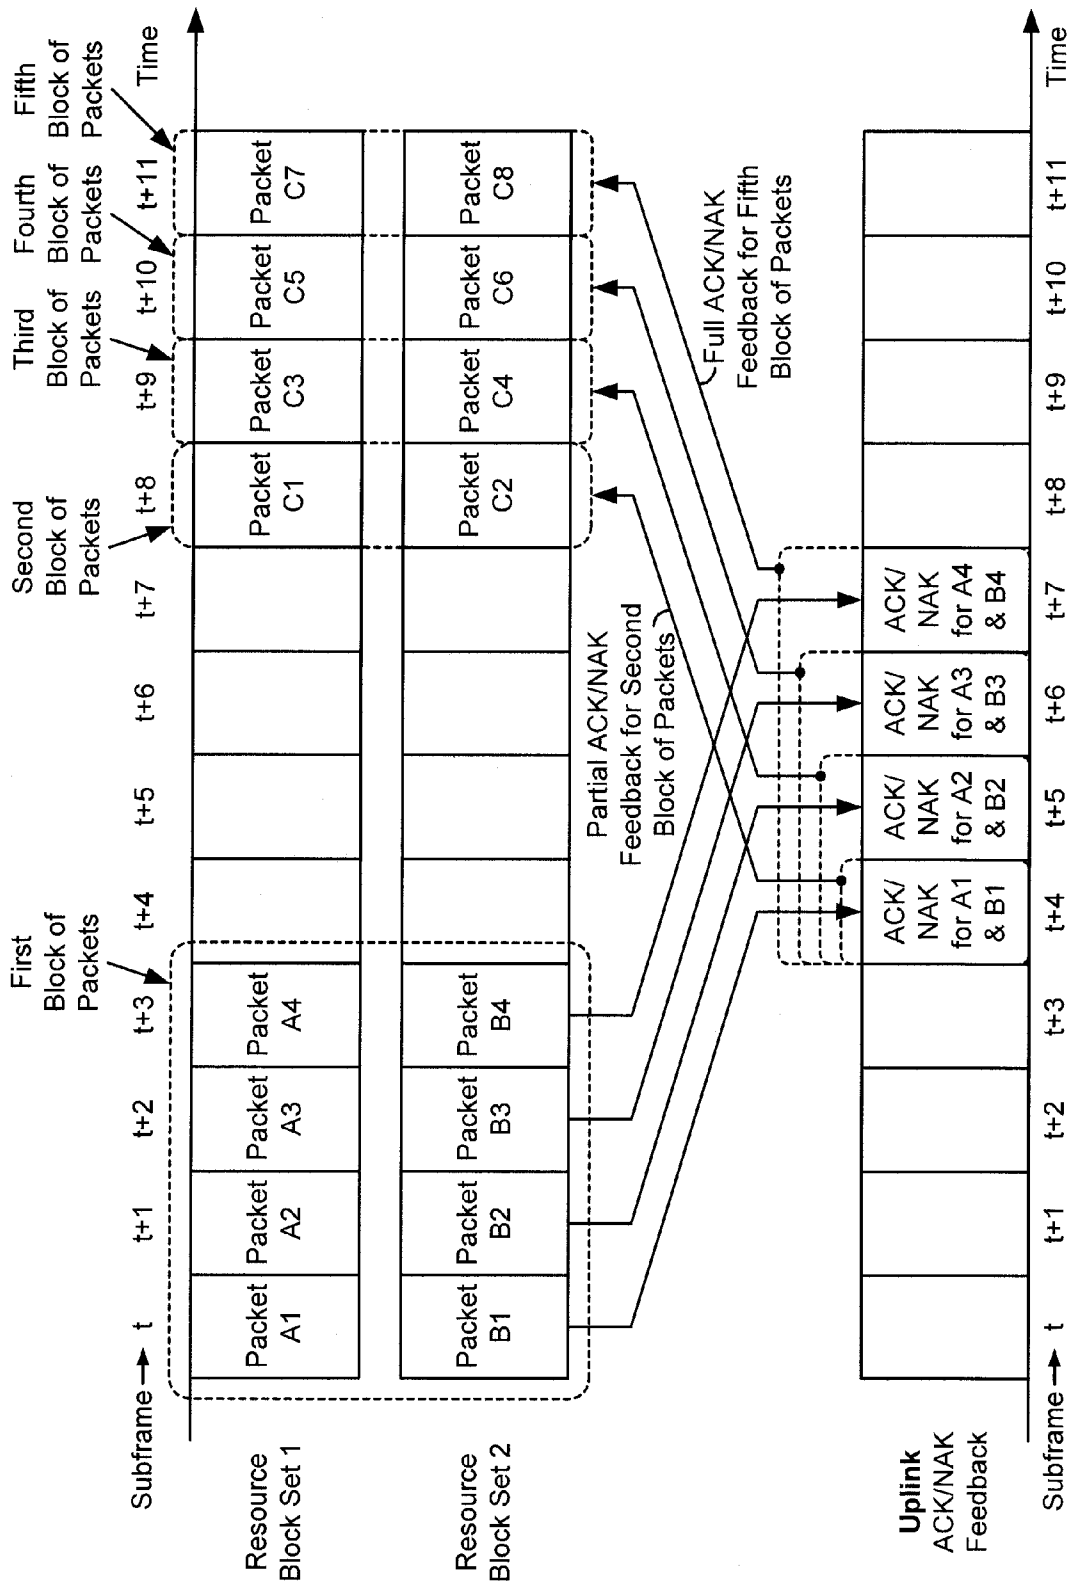 First
Block of
Packets
Second
Block of
Packets
Third
Block of
Packets
Fourth
Block of
Packets
Fifth
Block of
Packets
Subframe
t
t+1
t+2
t+3
t+4
t+5
t+6
t+7
t+8
t+9
t+10
t+11
Time
Resource
Block Set 1
Packet
A1
Packet
A2
Packet
A3
Packet
A4
Packet
C1
Packet
C3
Packet
C5
Packet
C7
Resource
Block Set 2
Packet
B1
Packet
B2
Packet
B3
Packet
B4
Packet
C2
Packet
C4
Packet
C6
Packet
C8
Partial ACK/NAK
Feedback for Second
Block of Packets
Full ACK/NAK
Feedback for Fifth
Block of Packets
Uplink
ACK/NAK
Feedback
ACK/
NAK
for A1
& B1
ACK/
NAK
for A2
& B2
ACK/
NAK
for A3
& B3
ACK/
NAK
for A4
& B4
Subframe
t
t+1
t+2
t+3
t+4
t+5
t+6
t+7
t+8
t+9
t+10
t+11
Time